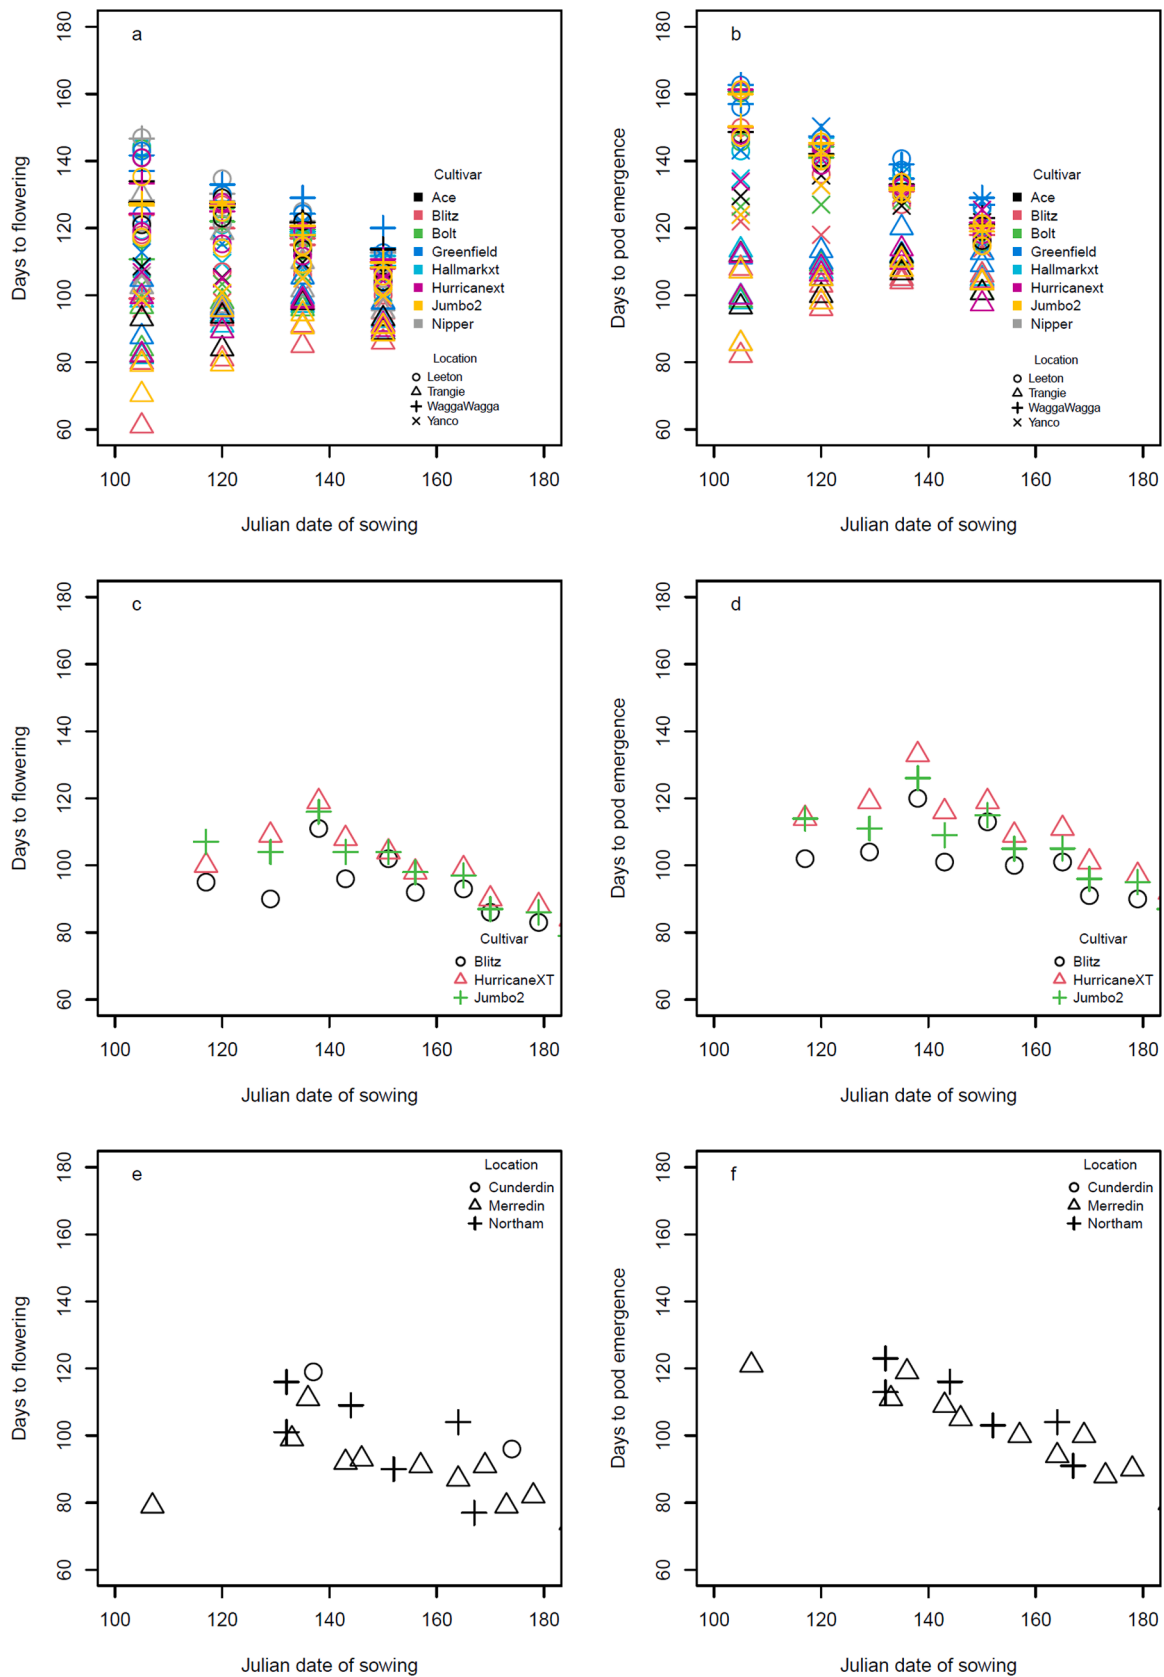 a
180
160
140
120
100
80
60
Days to flowering
Cultivar
Ace
Blitz
Bolt
Greenfield
Hallmarkxt
Hurricanext
Jumbo2
Nipper
Location
Leeton
Trangie
WaggaWagga
Yanco
100 120 140 160 180
Julian date of sowing
b
180
160
140
120
100
80
60
Days to pod emergence
Cultivar
Ace
Blitz
Bolt
Greenfield
Hallmarkxt
Hurricanext
Jumbo2
Nipper
Location
Leeton
Trangie
WaggaWagga
Yanco
100 120 140 160 180
Julian date of sowing
c
180
160
140
120
100
80
60
Days to flowering
Cultivar
Blitz
HurricaneXT
Jumbo2
100 120 140 160 180
Julian date of sowing
d
180
160
140
120
100
80
60
Days to pod emergence
Cultivar
Blitz
HurricaneXT
Jumbo2
100 120 140 160 180
Julian date of sowing
e
180
160
140
120
100
80
60
Days to flowering
Location
Cunderdin
Merredin
Northam
100 120 140 160 180
Julian date of sowing
f
180
160
140
120
100
80
60
Days to pod emergence
Location
Cunderdin
Merredin
Northam
100 120 140 160 180
Julian date of sowing